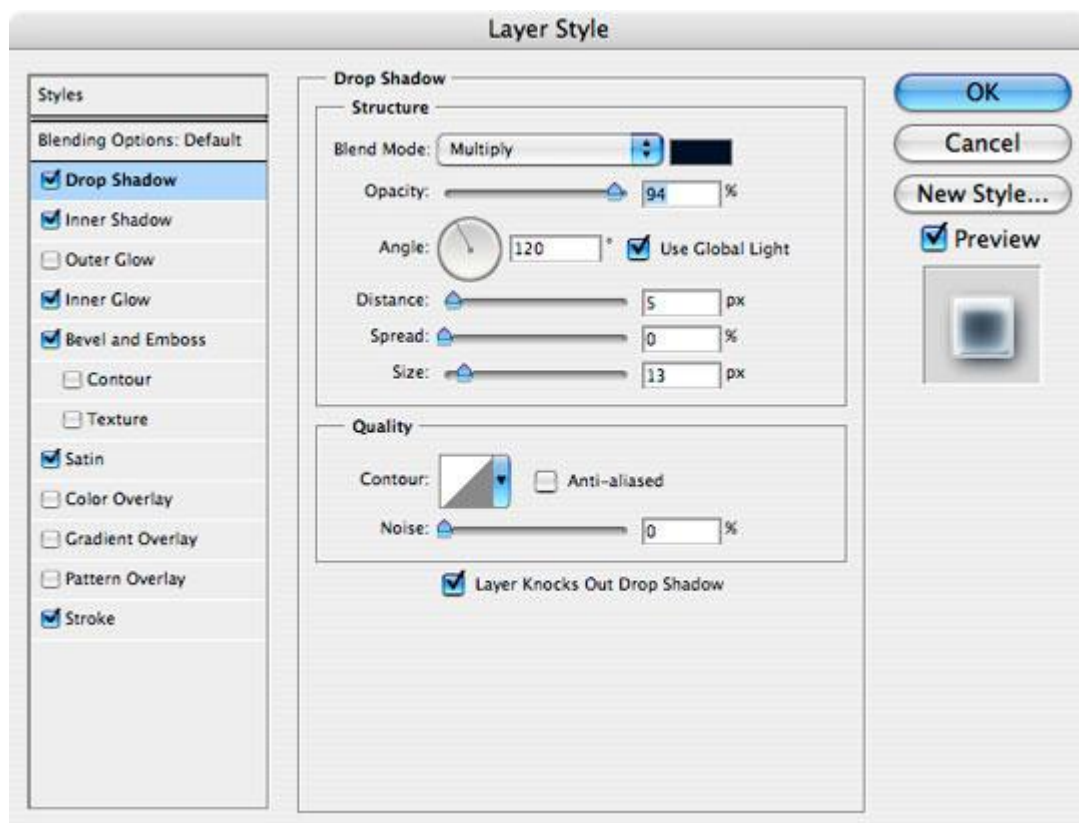 Layer Style
Styles
Blending Options: Default
Drop Shadow
Inner Shadow
Outer Glow
Inner Glow
Bevel and Emboss
Contour
Texture
Satin
Color Overlay
Gradient Overlay
Pattern Overlay
Stroke
Drop Shadow
Structure
Blend Mode: Multiply
Opacity: 94 %
Angle: 120 ° Use Global Light
Distance: 5 px
Spread: 0 %
Size: 13 px
Quality
Contour: Anti-aliased
Noise: 0 %
Layer Knocks Out Drop Shadow
OK
Cancel
New Style...
Preview